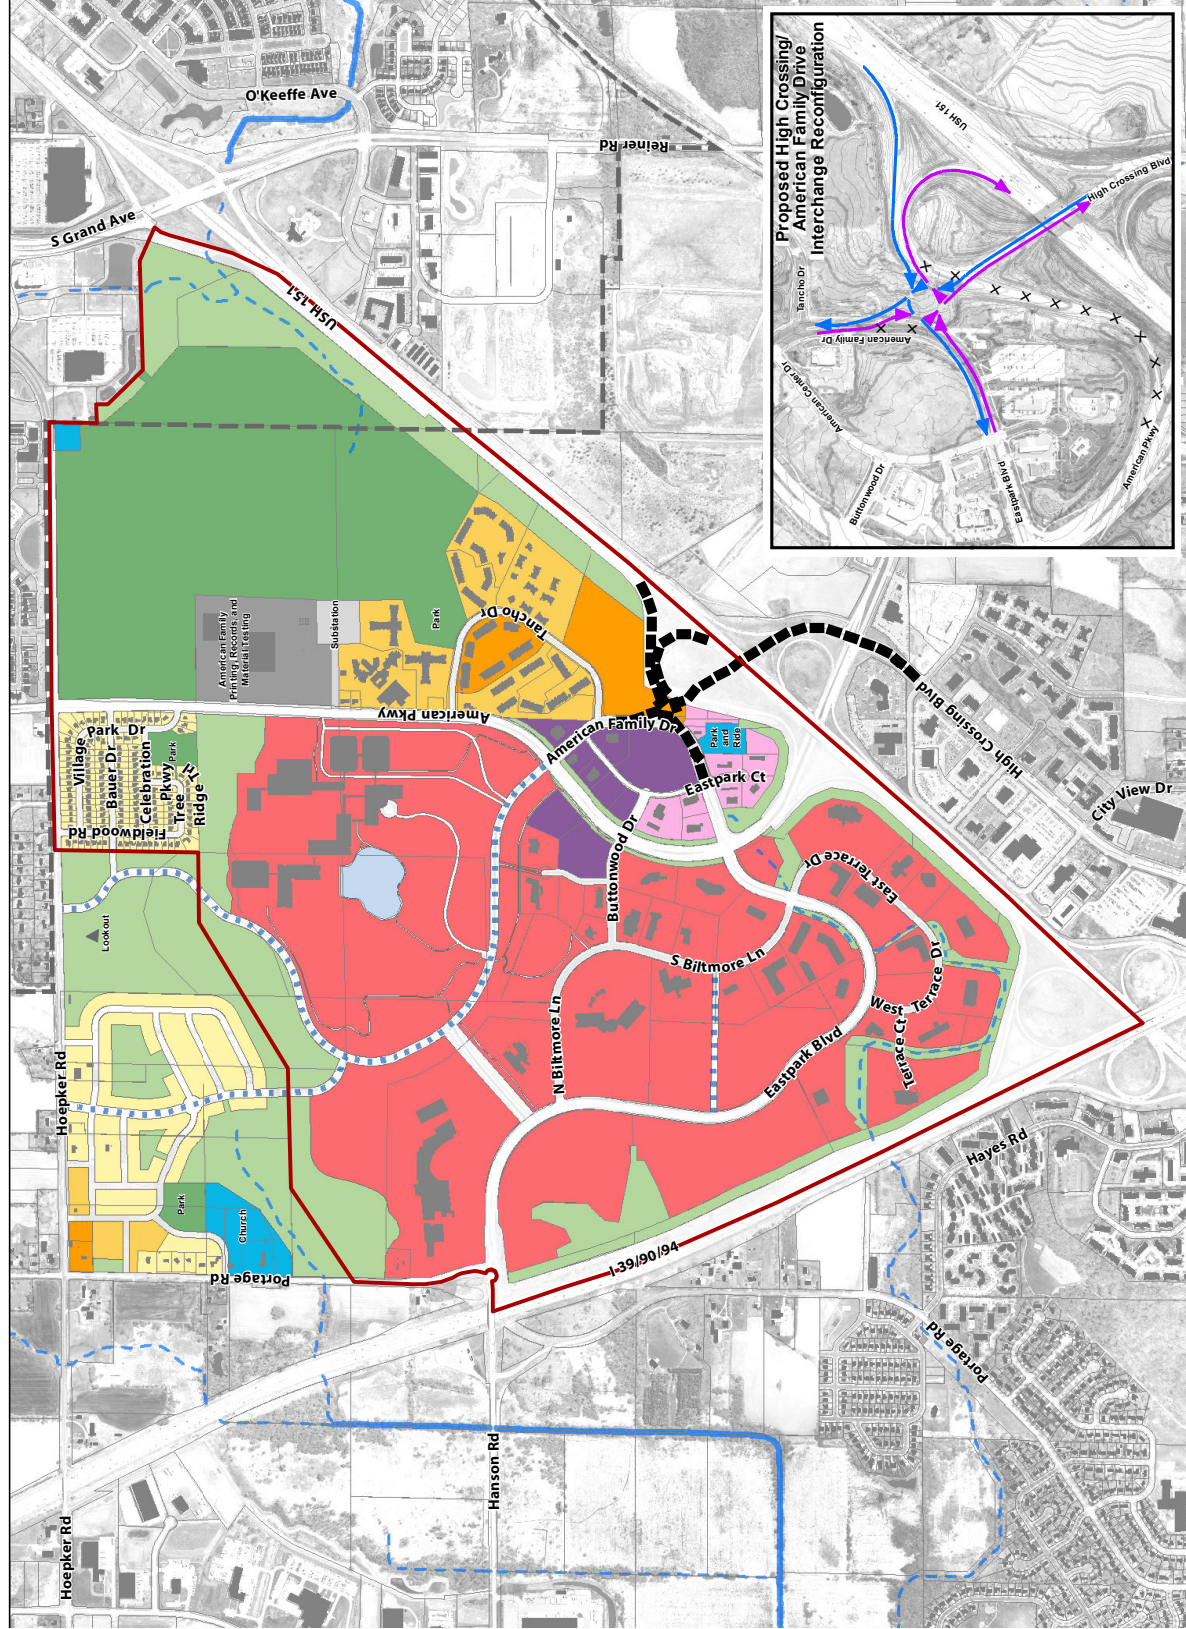 Proposed High Crossing/
American Family Drive
Interchange Reconfiguration
USH 151
High Crossing Blvd
Tancho Dr
American Family Dr
American Center Dr
Buttonwood Dr
Eastpark Blvd
American Pkwy
O'Keeffe Ave
S Grand Ave
Reiner Rd
USH 151
American Family
Printing, Records, and
Material Testing
Substation
Park
Tancho Dr
American Pkwy
American Family Dr
Park
and
Ride
Eastpark Ct
High Crossing Blvd
City View Dr
Village
Park Dr
Bauer Dr
Celebration
Pkwy
Park
Tree
Ridge
Trl
Fieldwood Rd
Lookout
Buttonwood Dr
East Terrace Dr
S Biltmore Ln
West Terrace Dr
N Biltmore Ln
Terrace Ct
Eastpark Blvd
Hoepker Rd
Park
Church
Portage Rd
I-39/90/94
Hayes Rd
Portage Rd
Hanson Rd
Hoepker Rd